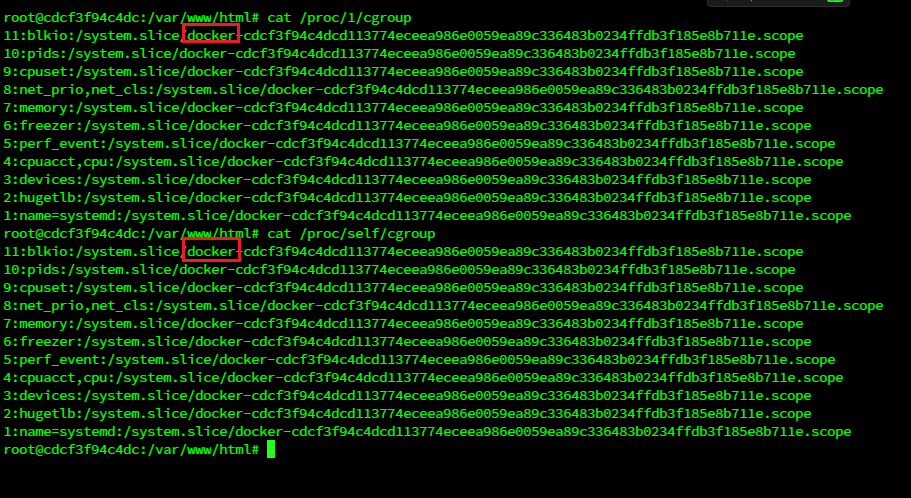 root@cdcf3f94c4dc:/var/www/html# cat /proc/1/cgroup
11:blkio:/system.slice/docker-cdcf3f94c4dcd113774eceea986e0059ea89c336483b0234ffdb3f185e8b711e.scope
10:pids:/system.slice/docker-cdcf3f94c4dcd113774eceea986e0059ea89c336483b0234ffdb3f185e8b711e.scope
9:cpuset:/system.slice/docker-cdcf3f94c4dcd113774eceea986e0059ea89c336483b0234ffdb3f185e8b711e.scope
8:net_prio,net_cls:/system.slice/docker-cdcf3f94c4dcd113774eceea986e0059ea89c336483b0234ffdb3f185e8b711e.scope
7:memory:/system.slice/docker-cdcf3f94c4dcd113774eceea986e0059ea89c336483b0234ffdb3f185e8b711e.scope
6:freezer:/system.slice/docker-cdcf3f94c4dcd113774eceea986e0059ea89c336483b0234ffdb3f185e8b711e.scope
5:perf_event:/system.slice/docker-cdcf3f94c4dcd113774eceea986e0059ea89c336483b0234ffdb3f185e8b711e.scope
4:cpuacct,cpu:/system.slice/docker-cdcf3f94c4dcd113774eceea986e0059ea89c336483b0234ffdb3f185e8b711e.scope
3:devices:/system.slice/docker-cdcf3f94c4dcd113774eceea986e0059ea89c336483b0234ffdb3f185e8b711e.scope
2:hugetlb:/system.slice/docker-cdcf3f94c4dcd113774eceea986e0059ea89c336483b0234ffdb3f185e8b711e.scope
1:name=systemd:/system.slice/docker-cdcf3f94c4dcd113774eceea986e0059ea89c336483b0234ffdb3f185e8b711e.scope
root@cdcf3f94c4dc:/var/www/html# cat /proc/self/cgroup
11:blkio:/system.slice/docker-cdcf3f94c4dcd113774eceea986e0059ea89c336483b0234ffdb3f185e8b711e.scope
10:pids:/system.slice/docker-cdcf3f94c4dcd113774eceea986e0059ea89c336483b0234ffdb3f185e8b711e.scope
9:cpuset:/system.slice/docker-cdcf3f94c4dcd113774eceea986e0059ea89c336483b0234ffdb3f185e8b711e.scope
8:net_prio,net_cls:/system.slice/docker-cdcf3f94c4dcd113774eceea986e0059ea89c336483b0234ffdb3f185e8b711e.scope
7:memory:/system.slice/docker-cdcf3f94c4dcd113774eceea986e0059ea89c336483b0234ffdb3f185e8b711e.scope
6:freezer:/system.slice/docker-cdcf3f94c4dcd113774eceea986e0059ea89c336483b0234ffdb3f185e8b711e.scope
5:perf_event:/system.slice/docker-cdcf3f94c4dcd113774eceea986e0059ea89c336483b0234ffdb3f185e8b711e.scope
4:cpuacct,cpu:/system.slice/docker-cdcf3f94c4dcd113774eceea986e0059ea89c336483b0234ffdb3f185e8b711e.scope
3:devices:/system.slice/docker-cdcf3f94c4dcd113774eceea986e0059ea89c336483b0234ffdb3f185e8b711e.scope
2:hugetlb:/system.slice/docker-cdcf3f94c4dcd113774eceea986e0059ea89c336483b0234ffdb3f185e8b711e.scope
1:name=systemd:/system.slice/docker-cdcf3f94c4dcd113774eceea986e0059ea89c336483b0234ffdb3f185e8b711e.scope
root@cdcf3f94c4dc:/var/www/html#